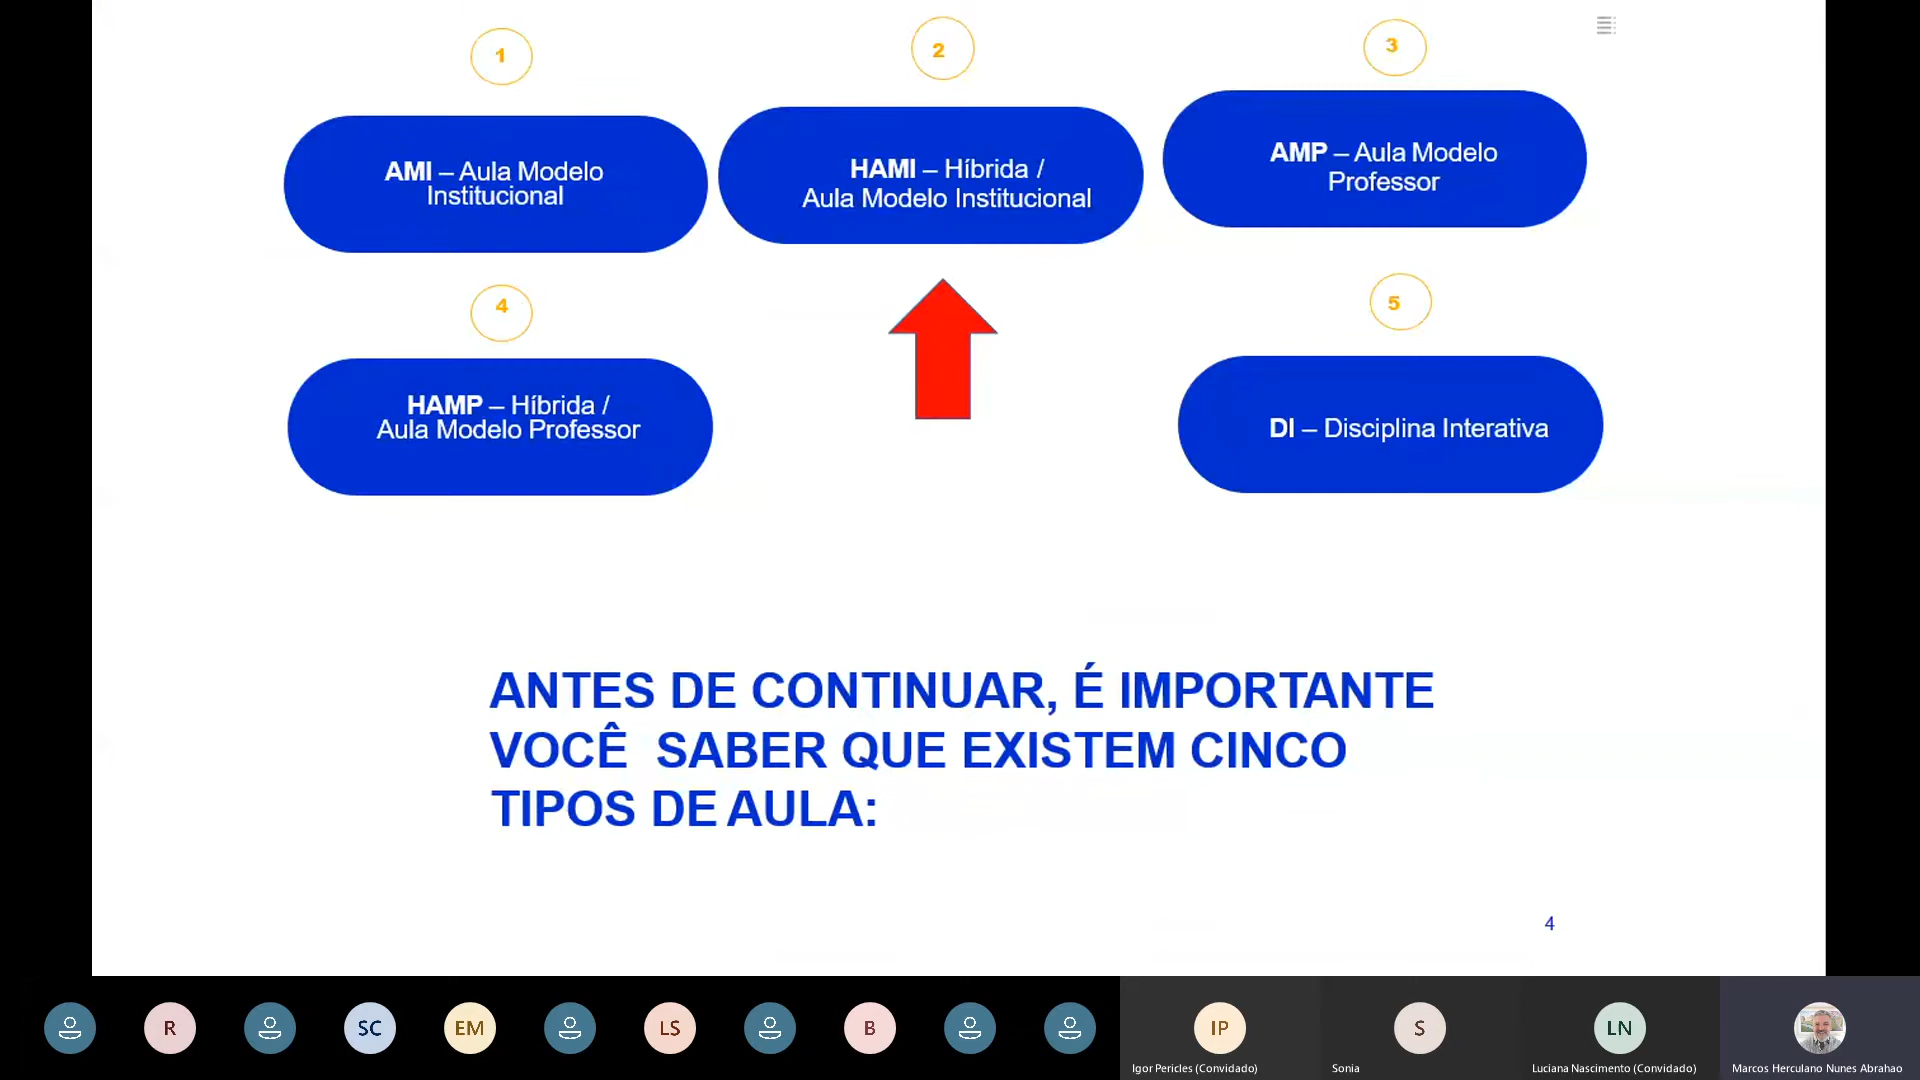 1
2
3
AMI – Aula Modelo
Institucional
HAMI – Híbrida /
Aula Modelo Institucional
AMP – Aula Modelo
Professor
4
5
HAMP – Híbrida /
Aula Modelo Professor
DI – Disciplina Interativa
ANTES DE CONTINUAR, É IMPORTANTE
VOCÊ SABER QUE EXISTEM CINCO
TIPOS DE AULA:
4
R
SC
EM
LS
B
IP
S
LN
Igor Pericles (Convidado)
Sonia
Luciana Nascimento (Convidado)
Marcos Herculano Nunes Abrahao